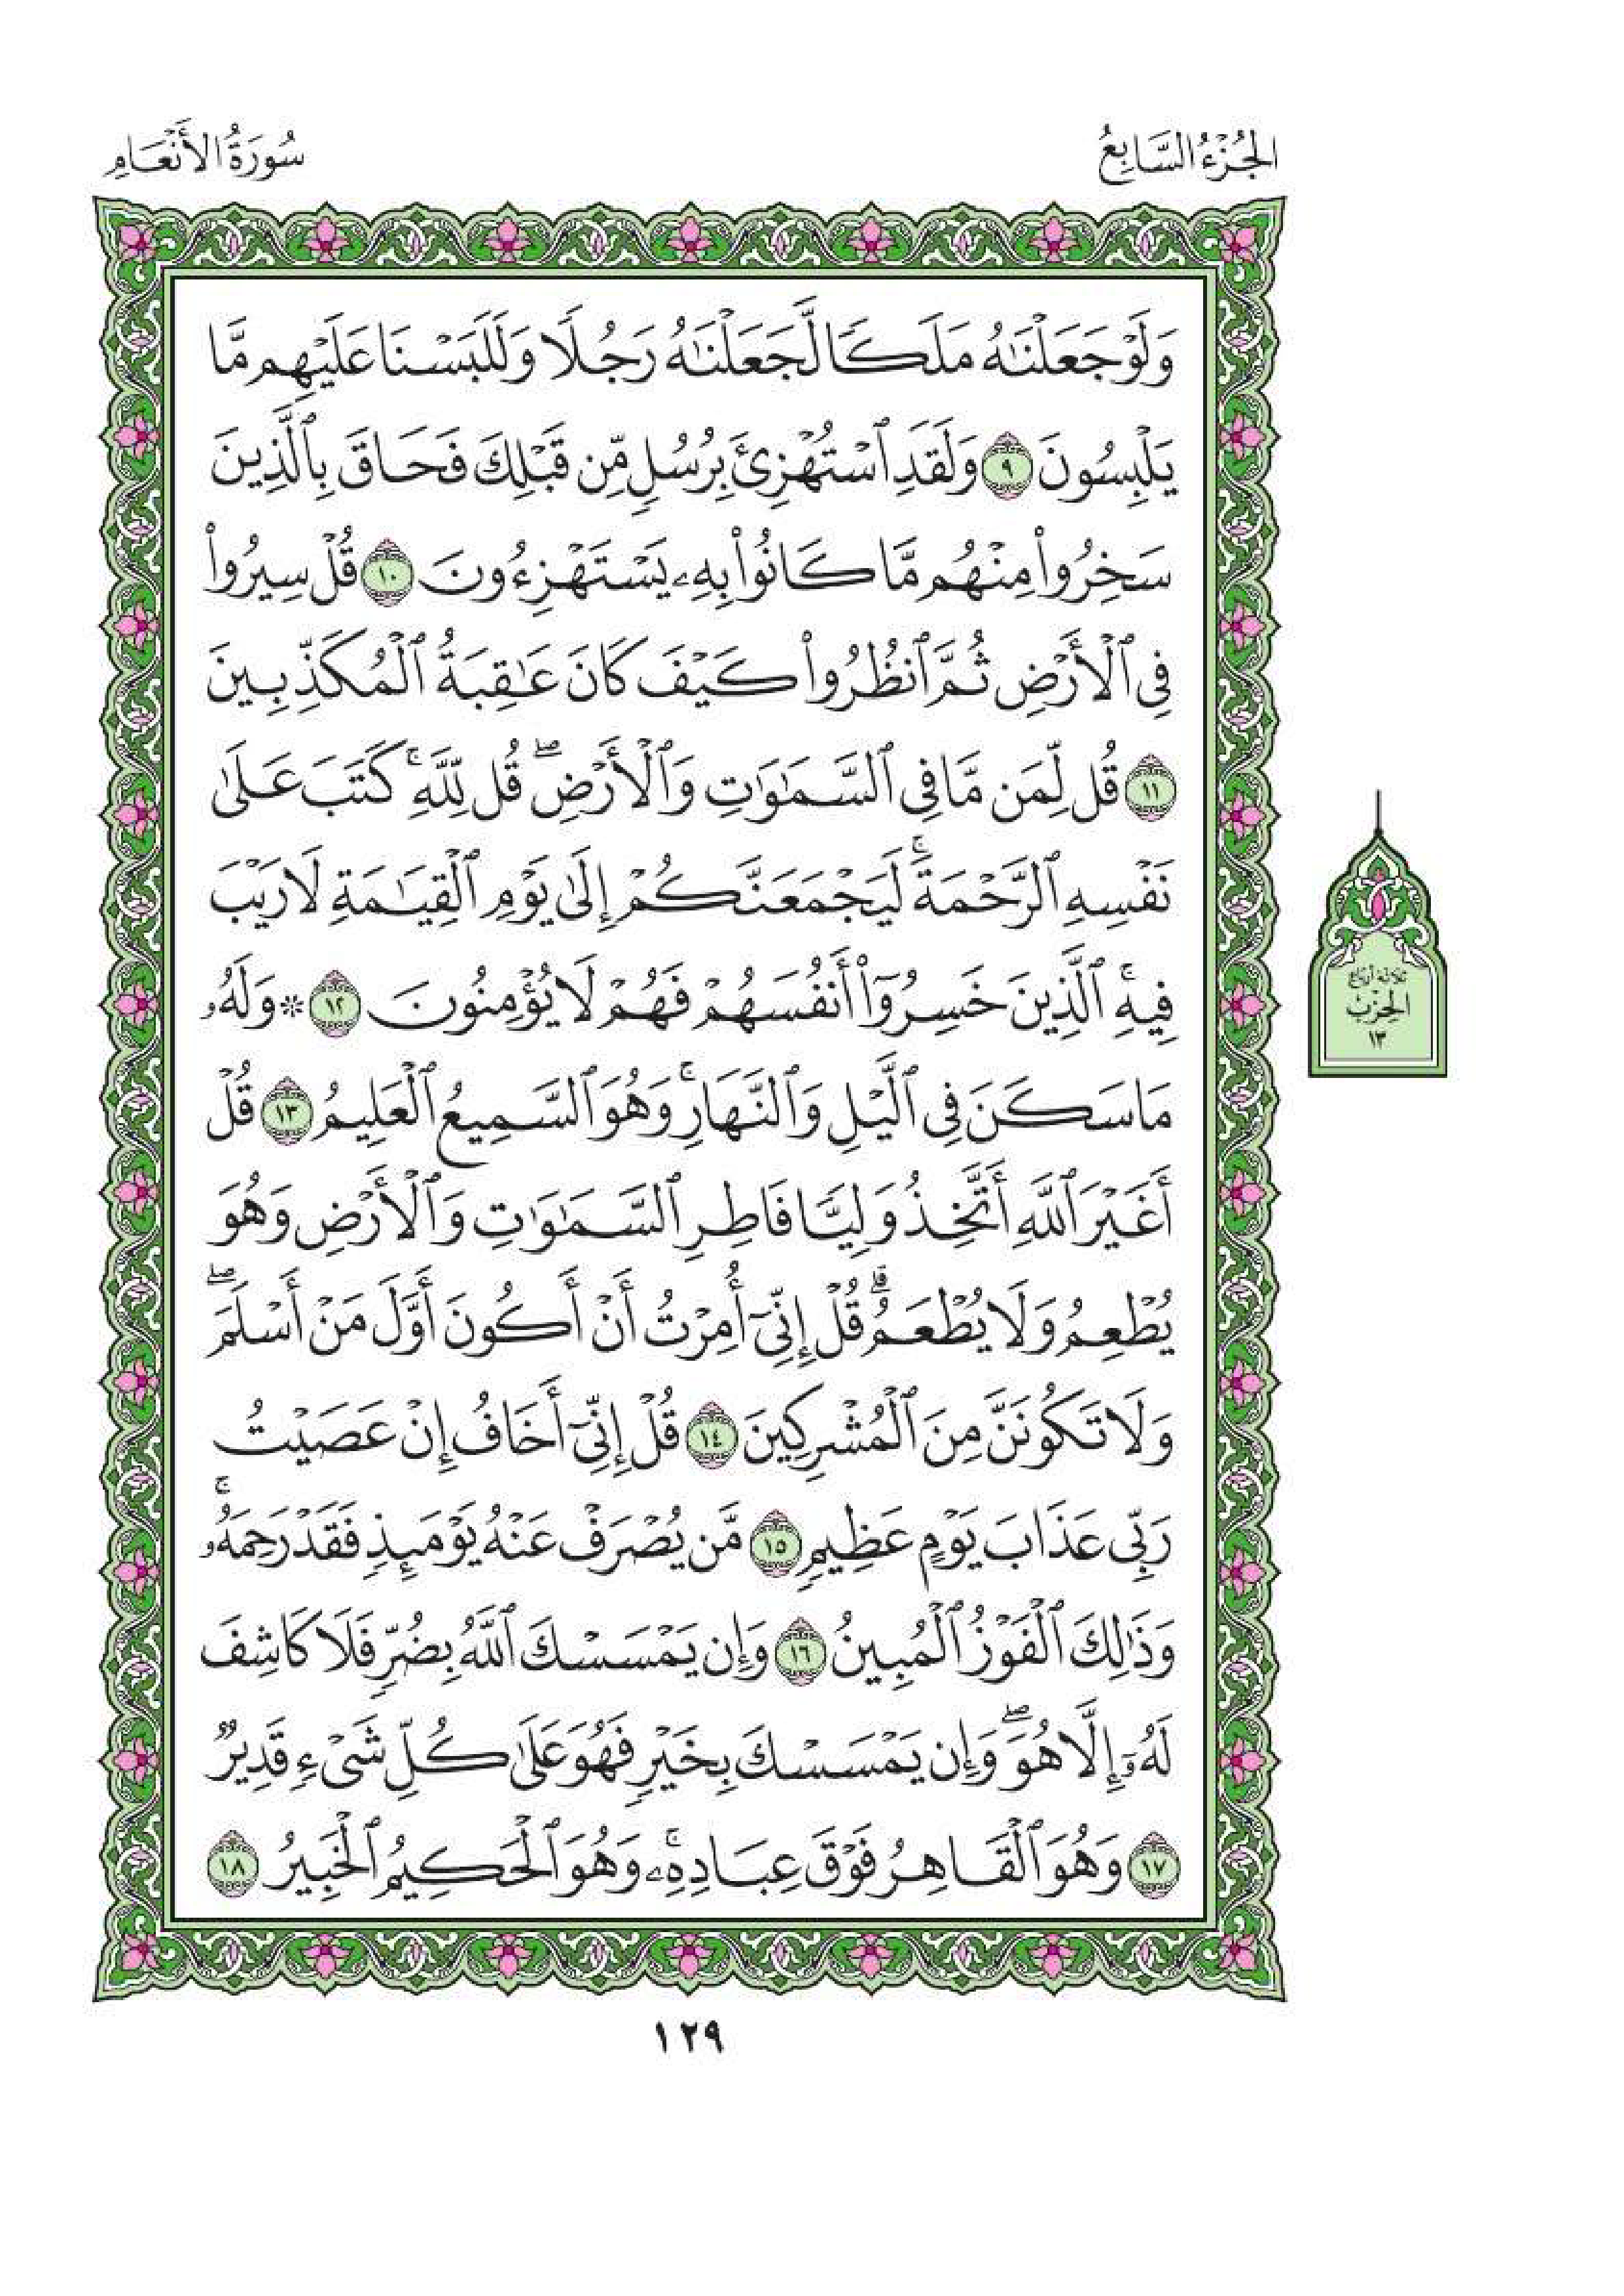 الجُزْءُ السَّابِعُ
سُورَةُ الأَنْعَامِ
وَلَوْ جَعَلْنَٰهُ مَلَكًا لَّجَعَلْنَٰهُ رَجُلًا وَلَلَبَسْنَا عَلَيْهِم مَّا
يَلْبِسُونَ ٩ وَلَقَدِ ٱسْتُهْزِئَ بِرُسُلٍ مِّن قَبْلِكَ فَحَاقَ بِٱلَّذِينَ
سَخِرُوا۟ مِنْهُم مَّا كَانُوا۟ بِهِۦ يَسْتَهْزِءُونَ ١٠ قُلْ سِيرُوا۟
فِى ٱلْأَرْضِ ثُمَّ ٱنظُرُوا۟ كَيْفَ كَانَ عَٰقِبَةُ ٱلْمُكَذِّبِينَ
١١ قُل لِّمَن مَّا فِى ٱلسَّمَٰوَٰتِ وَٱلْأَرْضِ ۖ قُل لِّلَّهِ ۚ كَتَبَ عَلَىٰ
نَفْسِهِ ٱلرَّحْمَةَ ۚ لَيَجْمَعَنَّكُمْ إِلَىٰ يَوْمِ ٱلْقِيَٰمَةِ لَا رَيْبَ
فِيهِ ۚ ٱلَّذِينَ خَسِرُوٓا۟ أَنفُسَهُمْ فَهُمْ لَا يُؤْمِنُونَ ١٢ * وَلَهُۥ
مَا سَكَنَ فِى ٱلَّيْلِ وَٱلنَّهَارِ ۚ وَهُوَ ٱلسَّمِيعُ ٱلْعَلِيمُ ١٣ قُلْ
أَغَيْرَ ٱللَّهِ أَتَّخِذُ وَلِيًّا فَاطِرِ ٱلسَّمَٰوَٰتِ وَٱلْأَرْضِ وَهُوَ
يُطْعِمُ وَلَا يُطْعَمُ ۗ قُلْ إِنِّىٓ أُمِرْتُ أَنْ أَكُونَ أَوَّلَ مَنْ أَسْلَمَ ۖ
وَلَا تَكُونَنَّ مِنَ ٱلْمُشْرِكِينَ ١٤ قُلْ إِنِّىٓ أَخَافُ إِنْ عَصَيْتُ
رَبِّى عَذَابَ يَوْمٍ عَظِيمٍ ١٥ مَّن يُصْرَفْ عَنْهُ يَوْمَئِذٍ فَقَدْ رَحِمَهُۥ ۚ
وَذَٰلِكَ ٱلْفَوْزُ ٱلْمُبِينُ ١٦ وَإِن يَمْسَسْكَ ٱللَّهُ بِضُرٍّ فَلَا كَاشِفَ
لَهُۥٓ إِلَّا هُوَ ۖ وَإِن يَمْسَسْكَ بِخَيْرٍ فَهُوَ عَلَىٰ كُلِّ شَىْءٍ قَدِيرٌ
١٧ وَهُوَ ٱلْقَاهِرُ فَوْقَ عِبَادِهِۦ ۚ وَهُوَ ٱلْحَكِيمُ ٱلْخَبِيرُ ١٨
ثلاثة أرباع
الحزب
١٣
١٢٩